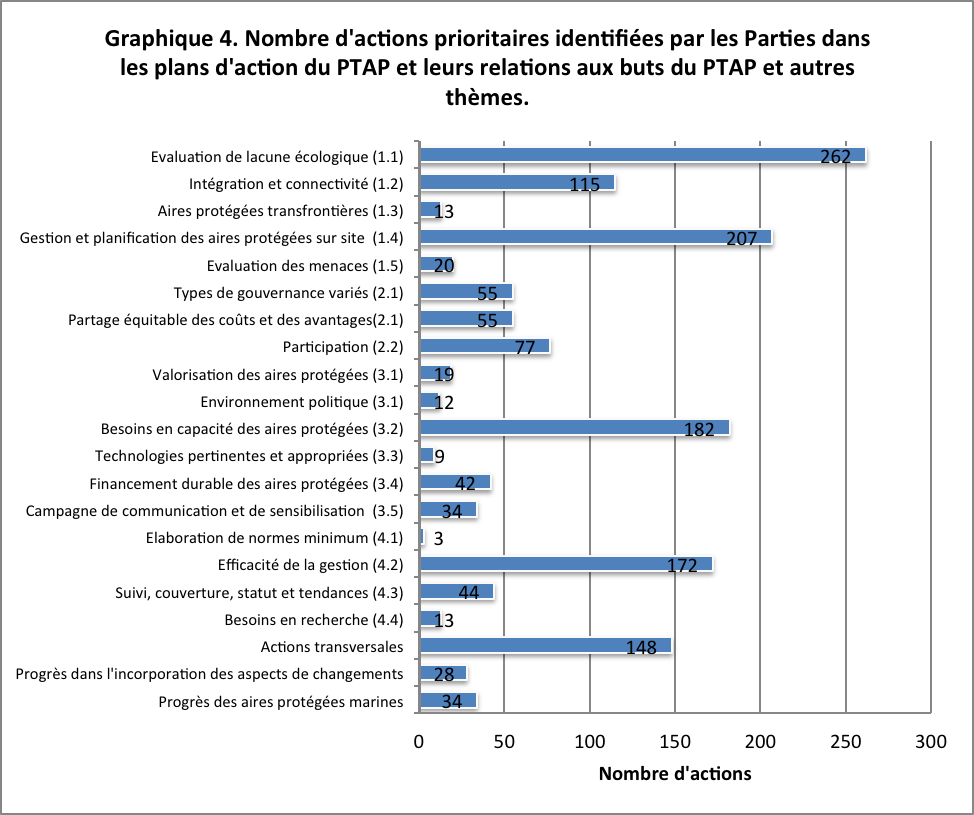 Graphique 4. Nombre d'actions prioritaires identifiées par les Parties dans
les plans d'action du PTAP et leurs relations aux buts du PTAP et autres
thèmes.
Evaluation de lacune écologique (1.1) 262
Intégration et connectivité (1.2) 115
Aires protégées transfrontières (1.3) 13
Gestion et planification des aires protégées sur site (1.4) 207
Evaluation des menaces (1.5) 20
Types de gouvernance variés (2.1) 55
Partage équitable des coûts et des avantages(2.1) 55
Participation (2.2) 77
Valorisation des aires protégées (3.1) 19
Environnement politique (3.1) 12
Besoins en capacité des aires protégées (3.2) 182
Technologies pertinentes et appropriées (3.3) 9
Financement durable des aires protégées (3.4) 42
Campagne de communication et de sensibilisation (3.5) 34
Elaboration de normes minimum (4.1) 3
Efficacité de la gestion (4.2) 172
Suivi, couverture, statut et tendances (4.3) 44
Besoins en recherche (4.4) 13
Actions transversales 148
Progrès dans l'incorporation des aspects de changements 28
Progrès des aires protégées marines 34
0 50 100 150 200 250 300
Nombre d'actions